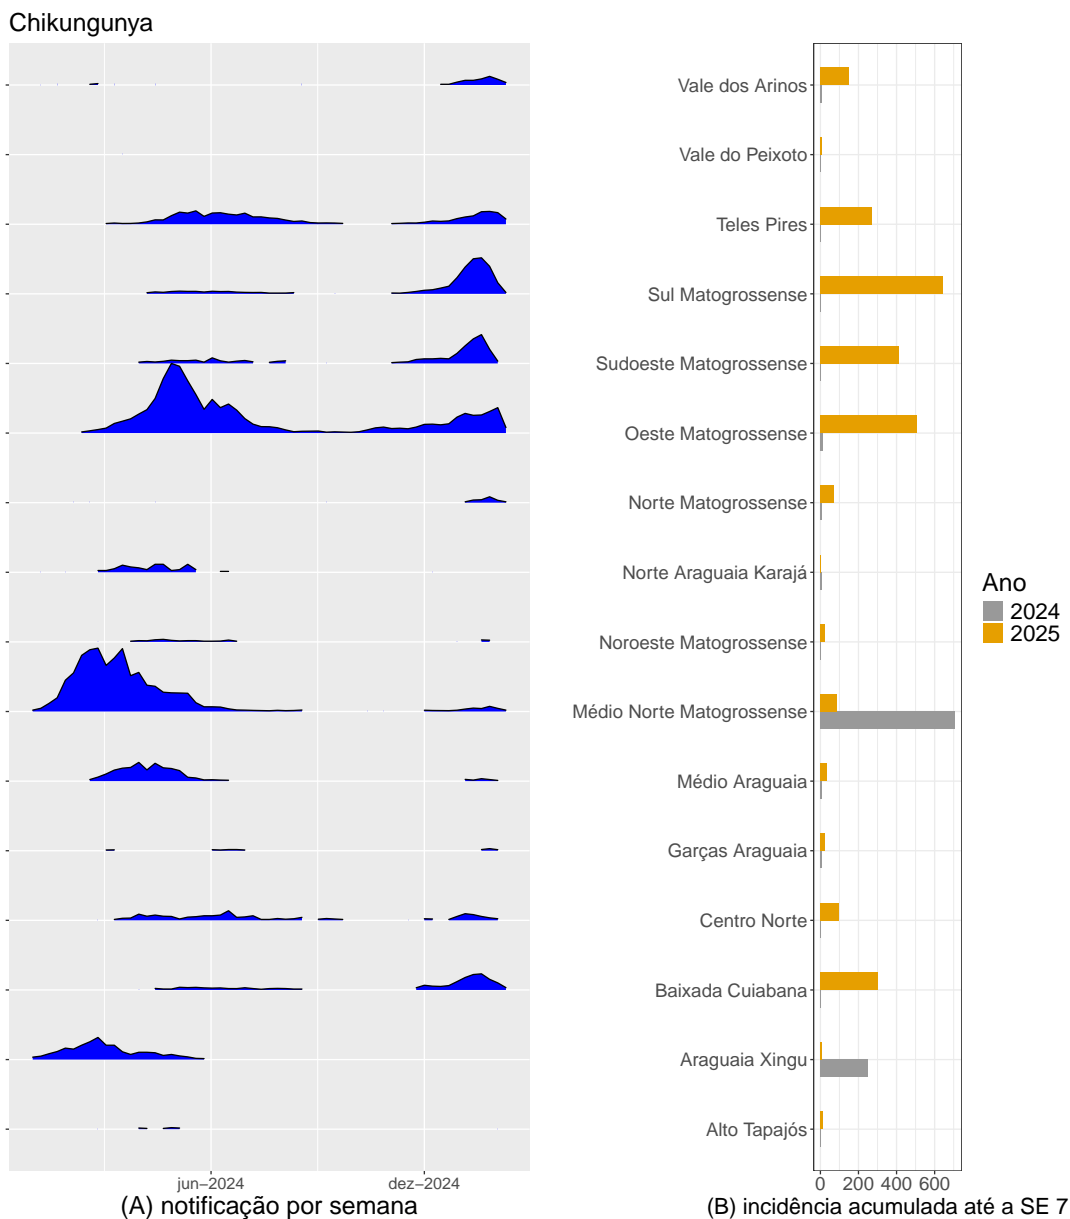 Chikungunya
Vale dos Arinos
Vale do Peixoto
Teles Pires
Sul Matogrossense
Sudoeste Matogrossense
Oeste Matogrossense
Norte Matogrossense
Norte Araguaia Karajá
Noroeste Matogrossense
Médio Norte Matogrossense
Médio Araguaia
Garças Araguaia
Centro Norte
Baixada Cuiabana
Araguaia Xingu
Alto Tapajós
Ano
2024
2025
jun−2024 dez−2024
0 200 400 600
(A) notificação por semana
(B) incidência acumulada até a SE 7